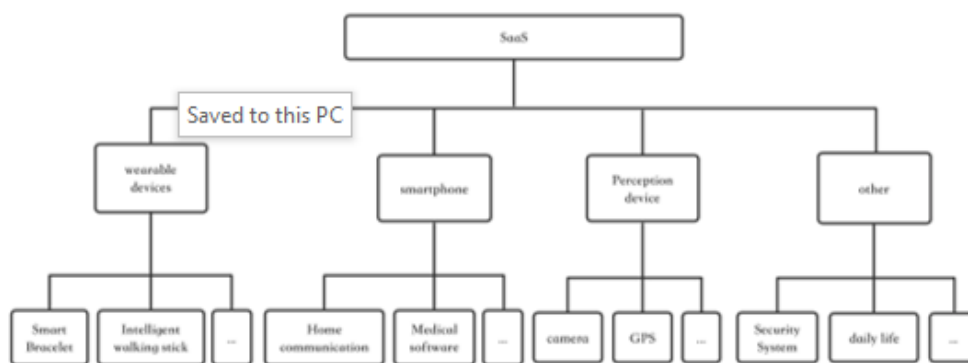 SaaS
Saved to this PC
wearable
devices
smartphone
Perception
device
other
Smart
Bracelet
Intelligent
walking stick
...
Home
communication
Medical
software
...
camera
GPS
...
Security
System
daily life
...